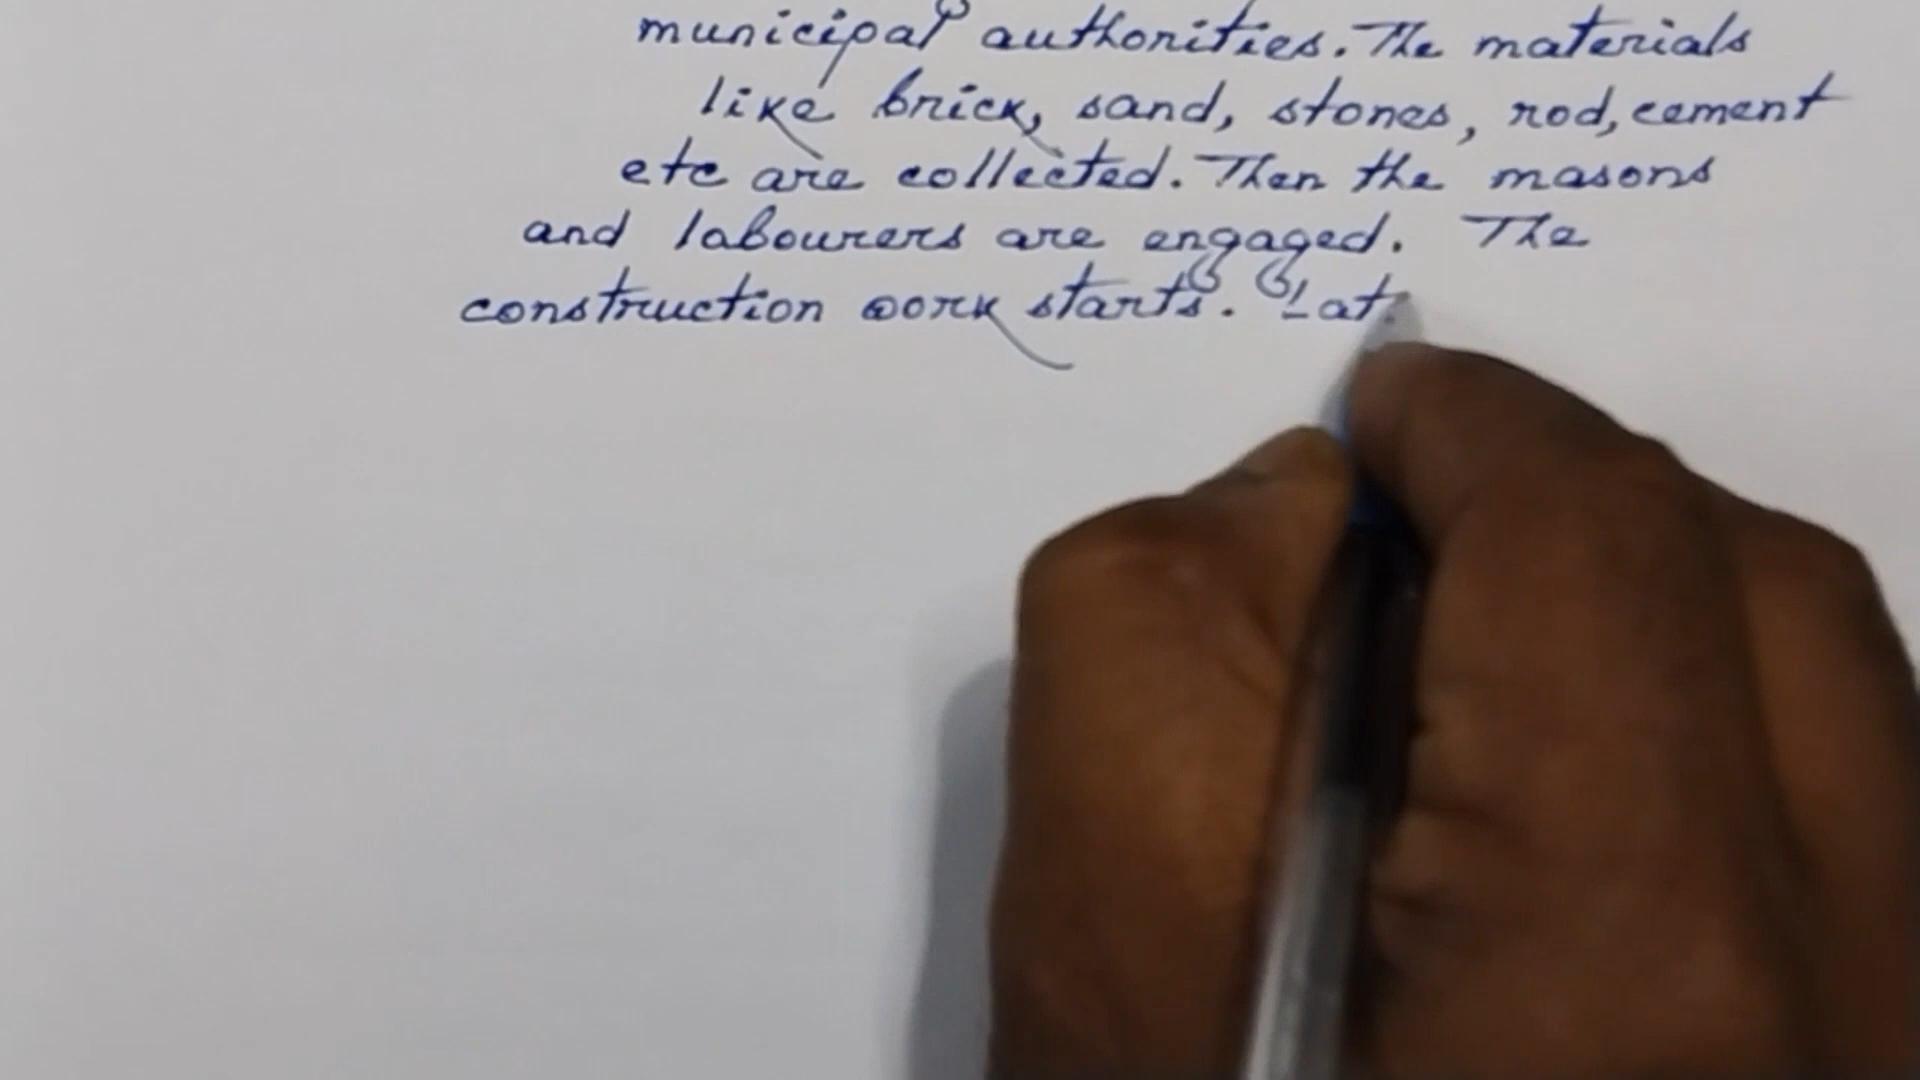 municipal authorities. The materials
like brick, sand, stones, rod, cement
etc are collected. Then the masons
and labourers are engaged. The
construction work starts. Lat